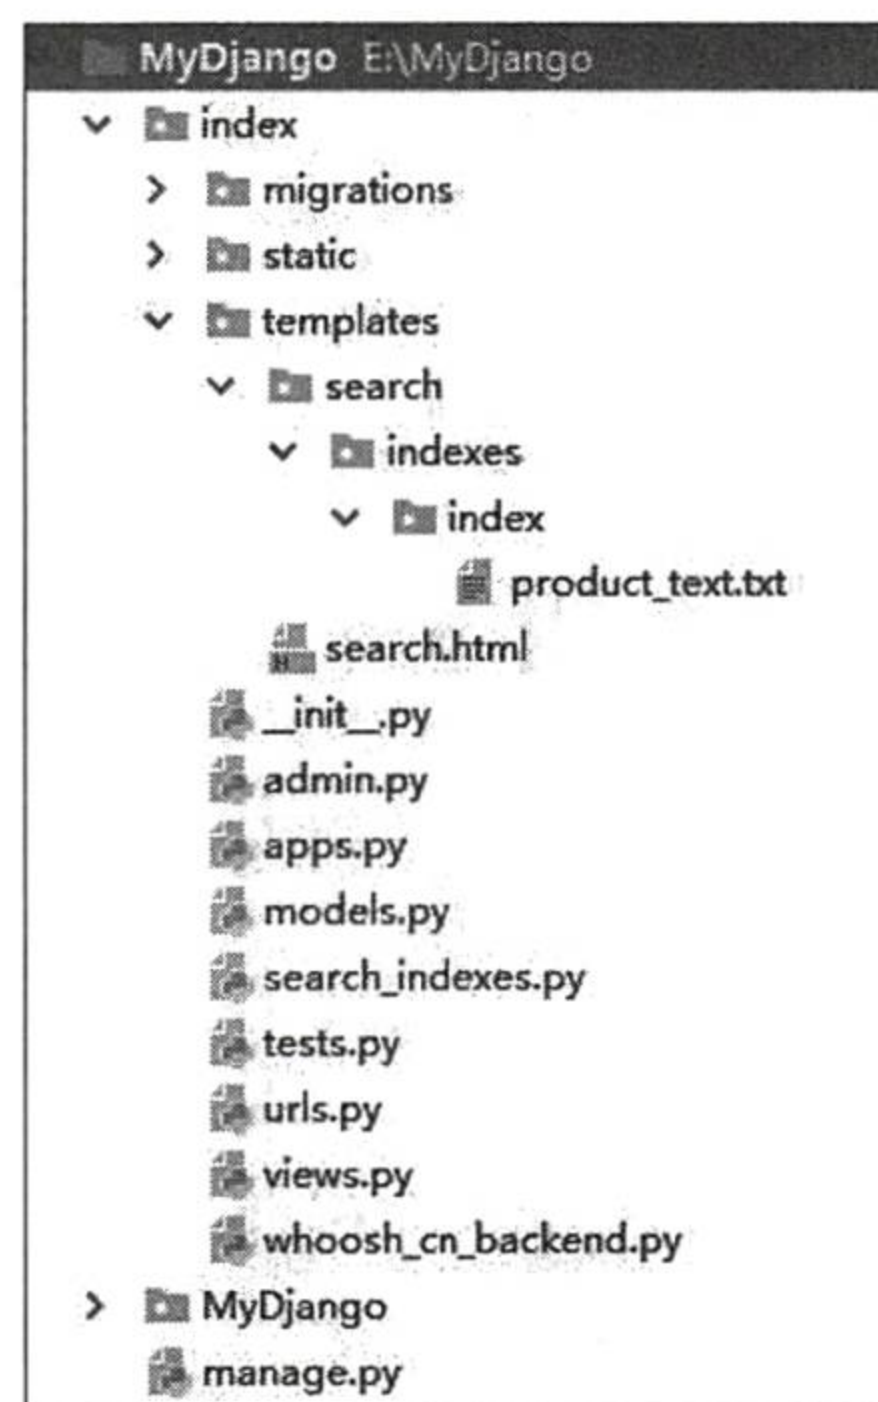 MyDjango E:\MyDjango
index
migrations
static
templates
search
indexes
index
product_text.txt
search.html
__init__.py
admin.py
apps.py
models.py
search_indexes.py
tests.py
urls.py
views.py
whoosh_cn_backend.py
MyDjango
manage.py